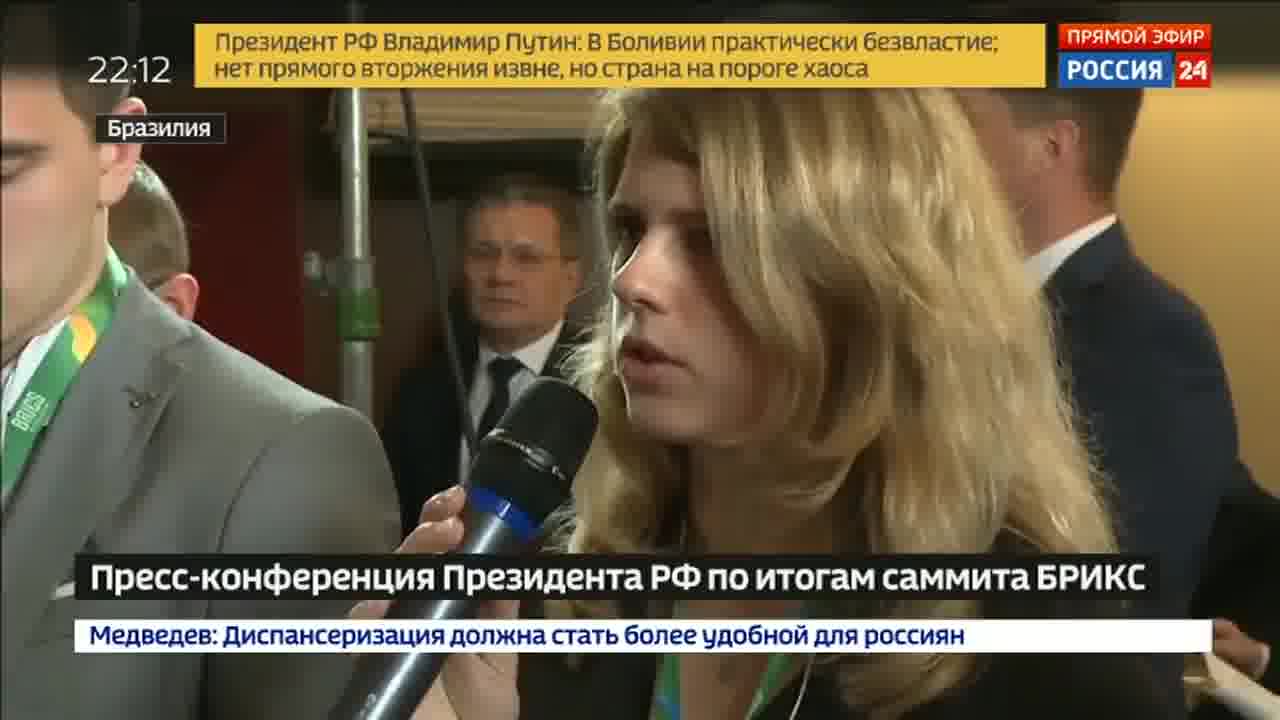 22:12
Президент РФ Владимир Путин: В Боливии практически безвластие;
нет прямого вторжения извне, но страна на пороге хаоса
ПРЯМОЙ ЭФИР
РОССИЯ 24
Бразилия
BRICS
Пресс-конференция Президента РФ по итогам саммита БРИКС
Медведев: Диспансеризация должна стать более удобной для россиян